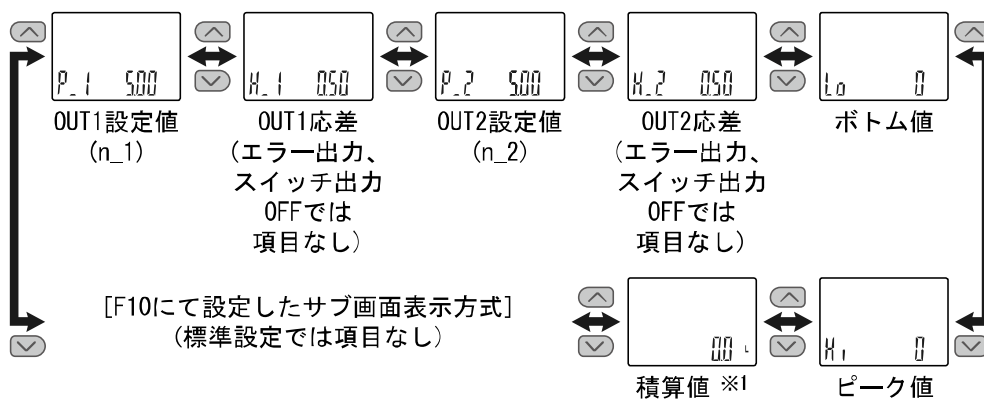 P_1 5.00
H_1 0.50
P_2 5.00
H_2 0.50
Lo 0
OUT1設定値
(n_1)
OUT1応差
(エラー出力、
スイッチ出力
OFFでは
項目なし)
OUT2設定値
(n_2)
OUT2応差
(エラー出力、
スイッチ出力
OFFでは
項目なし)
ボトム値
[F10にて設定したサブ画面表示方式]
(標準設定では項目なし)
0.0 L
積算値 ※1
Hi 0
ピーク値